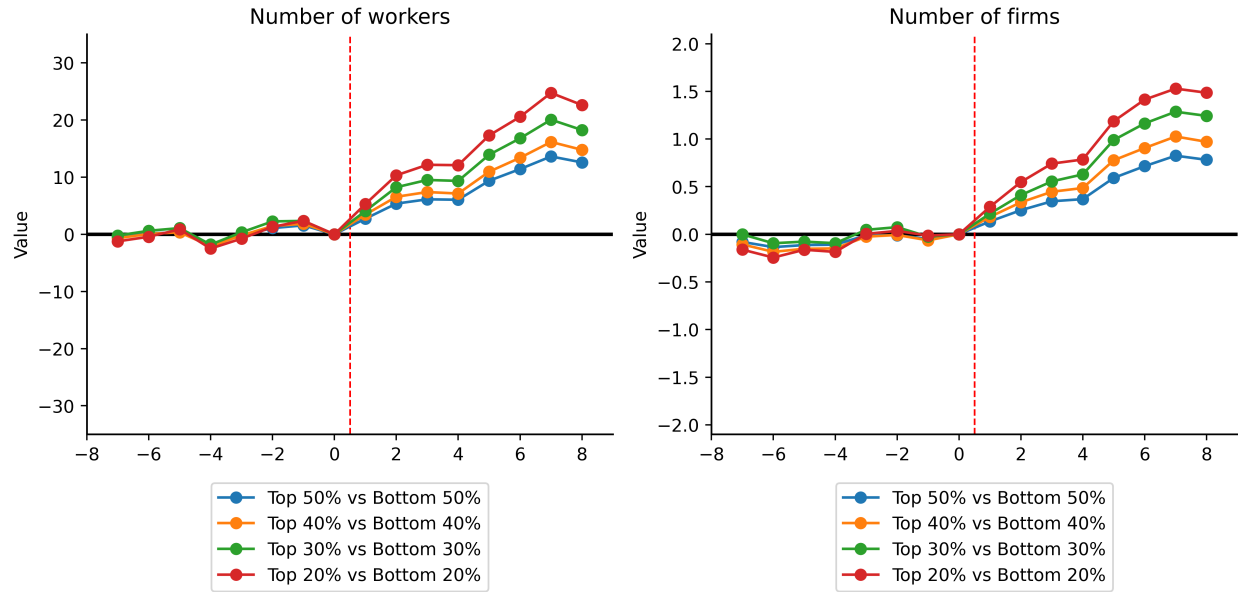 Number of workers
Value
30
20
10
0
−10
−20
−30
−8 −6 −4 −2 0 2 4 6 8
Top 50% vs Bottom 50%
Top 40% vs Bottom 40%
Top 30% vs Bottom 30%
Top 20% vs Bottom 20%
Number of firms
Value
2.0
1.5
1.0
0.5
0.0
−0.5
−1.0
−1.5
−2.0
−8 −6 −4 −2 0 2 4 6 8
Top 50% vs Bottom 50%
Top 40% vs Bottom 40%
Top 30% vs Bottom 30%
Top 20% vs Bottom 20%